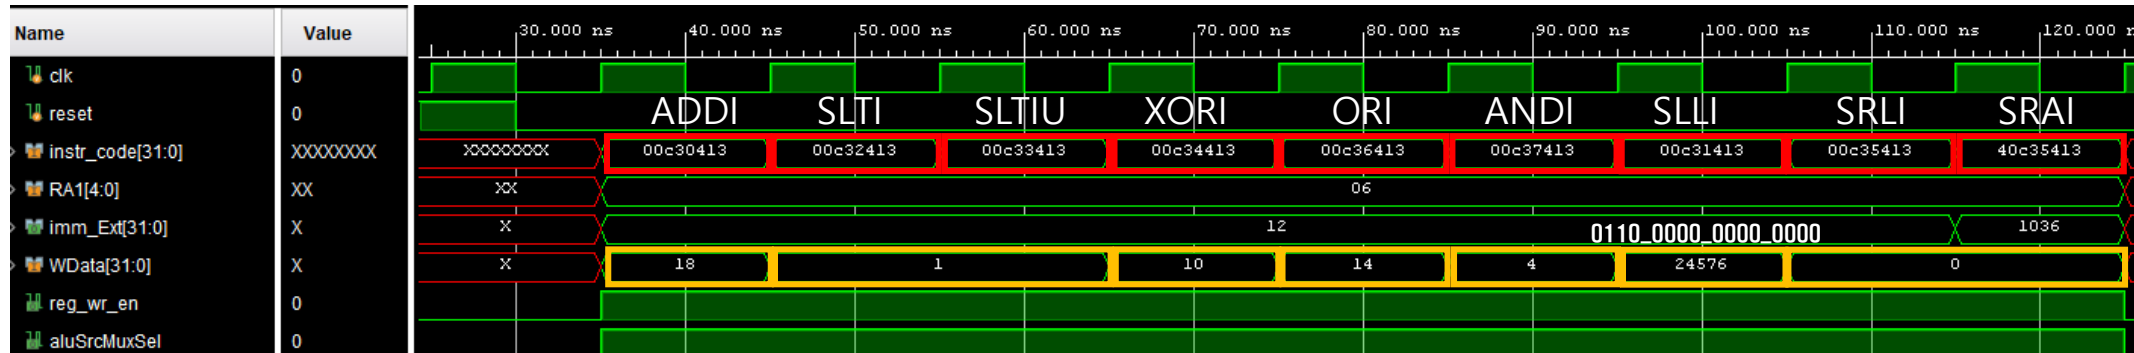 Name Value 30.000 ns 40.000 ns 50.000 ns 60.000 ns 70.000 ns 80.000 ns 90.000 ns 100.000 ns 110.000 ns 120.000 n
clk 0
reset 0 ADDI SLTI SLTIU XORI ORI ANDI SLLI SRLI SRAI
instr_code[31:0] XXXXXXXX XXXXXXXX 00c30413 00c32413 00c33413 00c34413 00c36413 00c37413 00c31413 00c35413 40c35413
RA1[4:0] XX XX 06
imm_Ext[31:0] X X 12 0110_0000_0000_0000 1036
WData[31:0] X X 18 1 10 14 4 24576 0
reg_wr_en 0
aluSrcMuxSel 0